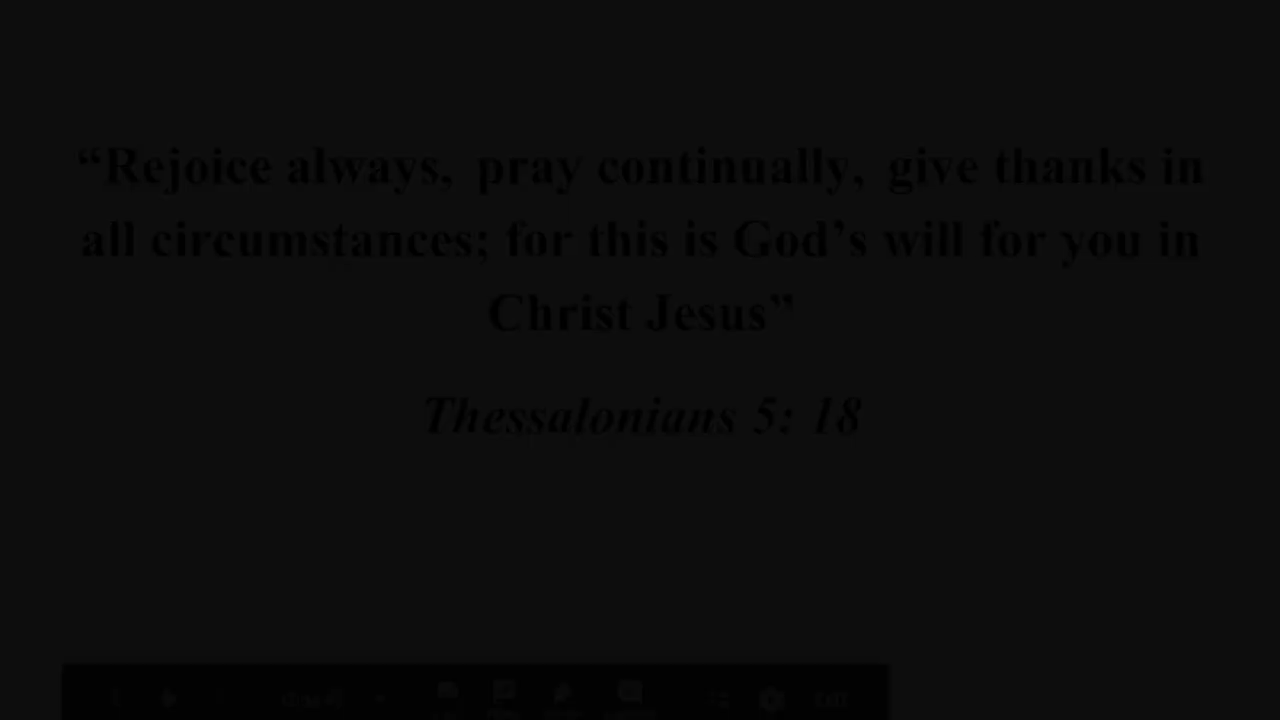 “Rejoice always, pray continually, give thanks in
all circumstances; for this is God’s will for you in
Christ Jesus”
Thessalonians 5: 18